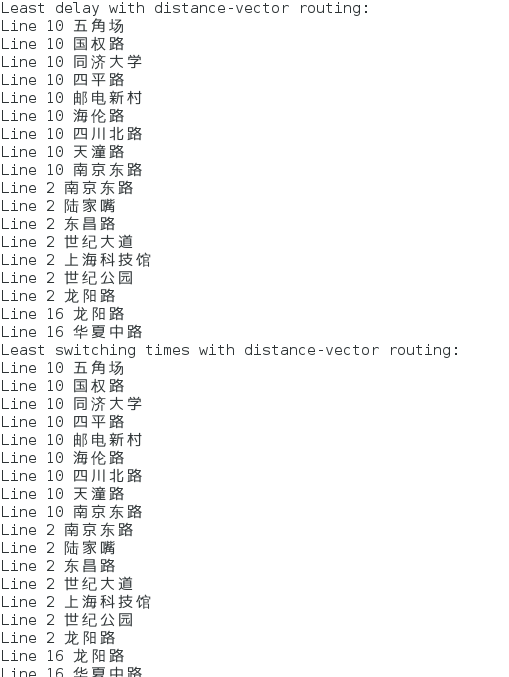 Least delay with distance-vector routing:
Line 10 五角场
Line 10 国权路
Line 10 同济大学
Line 10 四平路
Line 10 邮电新村
Line 10 海伦路
Line 10 四川北路
Line 10 天潼路
Line 10 南京东路
Line 2 南京东路
Line 2 陆家嘴
Line 2 东昌路
Line 2 世纪大道
Line 2 上海科技馆
Line 2 世纪公园
Line 2 龙阳路
Line 16 龙阳路
Line 16 华夏中路
Least switching times with distance-vector routing:
Line 10 五角场
Line 10 国权路
Line 10 同济大学
Line 10 四平路
Line 10 邮电新村
Line 10 海伦路
Line 10 四川北路
Line 10 天潼路
Line 10 南京东路
Line 2 南京东路
Line 2 陆家嘴
Line 2 东昌路
Line 2 世纪大道
Line 2 上海科技馆
Line 2 世纪公园
Line 2 龙阳路
Line 16 龙阳路
Line 16 华夏中路